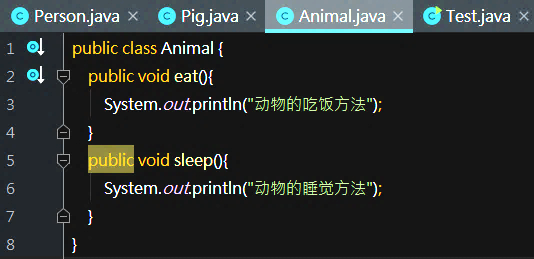 Person.java Pig.java Animal.java Test.java
1 public class Animal {
2 public void eat(){
3 System.out.println("动物的吃饭方法");
4 }
5 public void sleep(){
6 System.out.println("动物的睡觉方法");
7 }
8 }